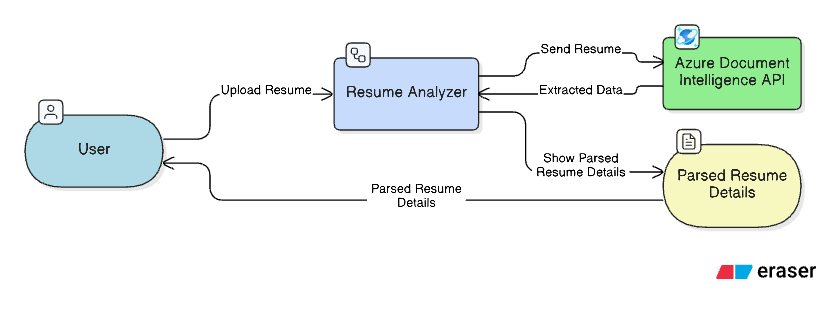 Send Resume
Azure Document
Intelligence API
Upload Resume
Resume Analyzer
Extracted Data
User
Show Parsed
Resume Details
Parsed Resume
Details
Parsed Resume
Details
eraser